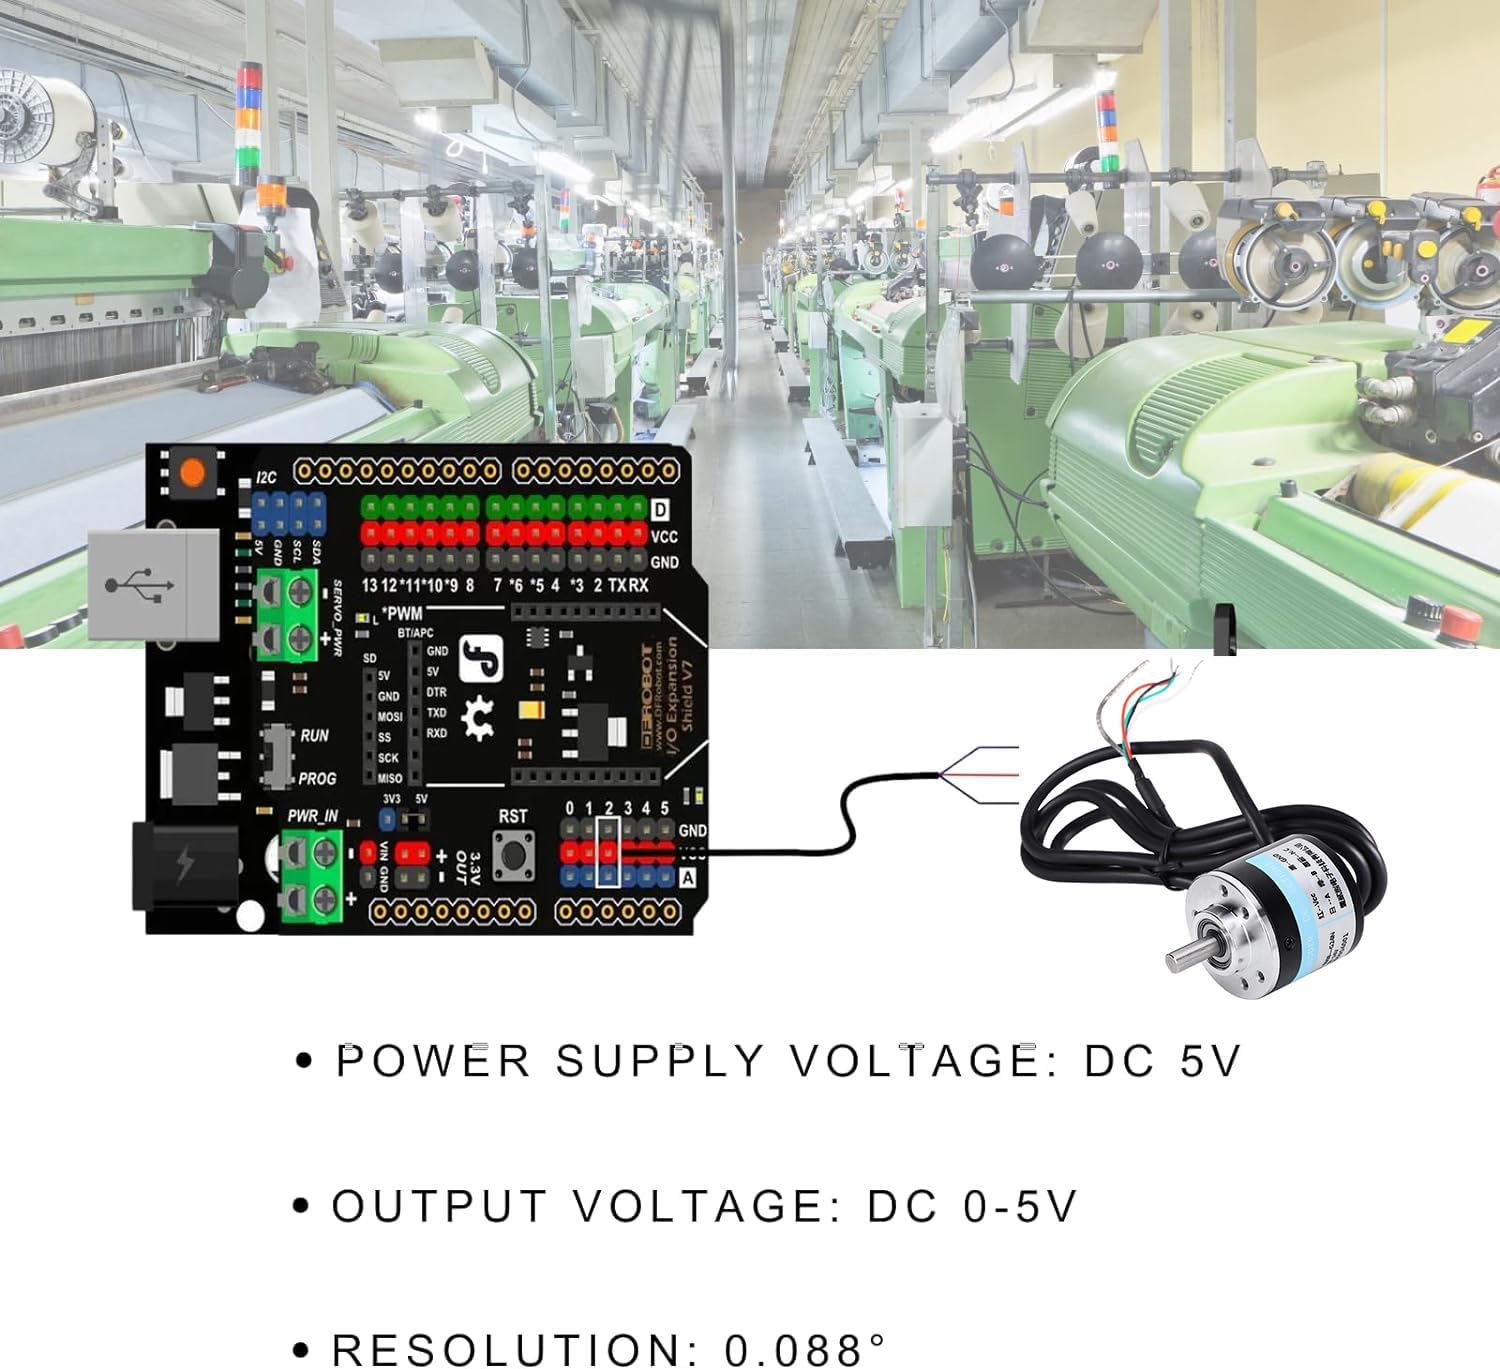 I2C
5V
GND
SCL
SDA
D
VCC
GND
13 12 *11*10 *9 8 7 *6 *5 4 *3 2 TX RX
SERVO_PWR
-
+
L
*PWM
BT/APC
GND
5V
DTR
TXD
RXD
SD
5V
GND
MOSI
SS
SCK
MISO
DFROBOT
www.DFRobot.com
I/O Expansion
Shield V7
RUN
PROG
PWR_IN
-
+
3V3
5V
VIN GND
+
-
3.3V
OUT
RST
0 1 2 3 4 5
GND
A
• POWER SUPPLY VOLTAGE: DC 5V
• OUTPUT VOLTAGE: DC 0-5V
• RESOLUTION: 0.088°